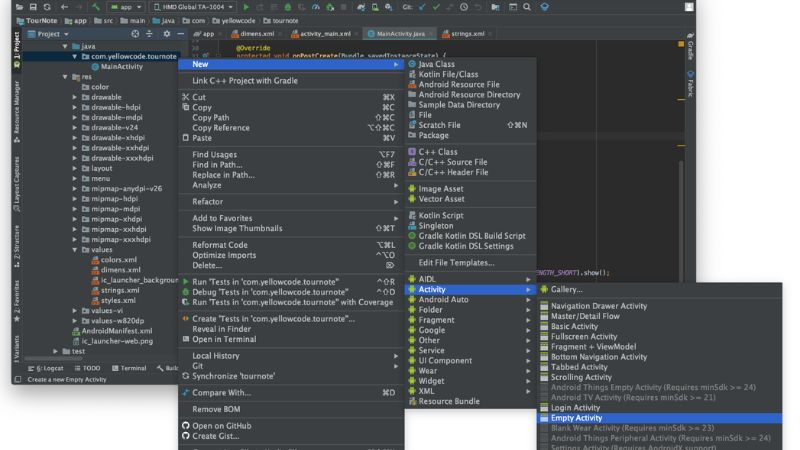 app
HMD Global TA-1004
Git:
TourNote
app
src
main
java
com
yellowcode
tournote
Project
app
dimens.xml
activity_main.xml
MainActivity.java
strings.xml
java
com.yellowcode.tournote
MainActivity
res
color
drawable
drawable-hdpi
drawable-mdpi
drawable-v24
drawable-xhdpi
drawable-xxhdpi
drawable-xxxhdpi
layout
menu
mipmap-anydpi-v26
mipmap-hdpi
mipmap-mdpi
mipmap-xhdpi
mipmap-xxhdpi
mipmap-xxxhdpi
values
colors.xml
dimens.xml
ic_launcher_background
strings.xml
styles.xml
values-vi
values-w820dp
AndroidManifest.xml
ic_launcher-web.png
test
1: Project
Resource Manager
Layout Captures
Z: Structure
2: Favorites
Variants
6: Logcat
TODO
Terminal
Create a new Empty Activity
30
@Override
protected void onPostCreate(Bundle savedInstanceState) {
ENGTH_SHORT).show();
Gradle
Fabric
New
Link C++ Project with Gradle
Cut ⌘X
Copy ⌘C
Copy Path ⇧⌘C
Copy Reference ⌥⇧⌘C
Paste ⌘V
Find Usages ⌥F7
Find in Path... ⇧⌘F
Replace in Path... ⇧⌘R
Analyze
Refactor
Add to Favorites
Show Image Thumbnails ⇧⌘T
Reformat Code ⌥⌘L
Optimize Imports ^⌥O
Delete... ⌦
Run 'Tests in 'com.yellowcode.tournote'' ^⇧R
Debug 'Tests in 'com.yellowcode.tournote'' ^⇧D
Run 'Tests in 'com.yellowcode.tournote'' with Coverage
Create 'Tests in 'com.yellowcode.tournote''...
Reveal in Finder
Open in Terminal
Local History
Git
Synchronize 'tournote'
Compare With... ⌘D
Remove BOM
Open on GitHub
Create Gist...
Java Class
Kotlin File/Class
Android Resource File
Android Resource Directory
Sample Data Directory
File
Scratch File ⇧⌘N
Package
C++ Class
C/C++ Source File
C/C++ Header File
Image Asset
Vector Asset
Kotlin Script
Singleton
Gradle Kotlin DSL Build Script
Gradle Kotlin DSL Settings
Edit File Templates...
AIDL
Activity
Android Auto
Folder
Fragment
Google
Other
Service
UI Component
Wear
Widget
XML
Resource Bundle
Gallery...
Navigation Drawer Activity
Master/Detail Flow
Basic Activity
Fullscreen Activity
Fragment + ViewModel
Bottom Navigation Activity
Tabbed Activity
Scrolling Activity
Android Things Empty Activity (Requires minSdk >= 24)
Android TV Activity (Requires minSdk >= 21)
Login Activity
Empty Activity
Blank Wear Activity (Requires minSdk >= 23)
Android Things Peripheral Activity (Requires minSdk >= 24)
Settings Activity (Requires AndroidX support)